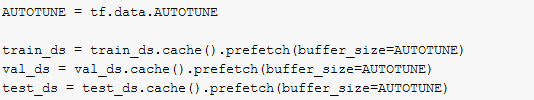 AUTOTUNE = tf.data.AUTOTUNE
train_ds = train_ds.cache().prefetch(buffer_size=AUTOTUNE)
val_ds = val_ds.cache().prefetch(buffer_size=AUTOTUNE)
test_ds = test_ds.cache().prefetch(buffer_size=AUTOTUNE)